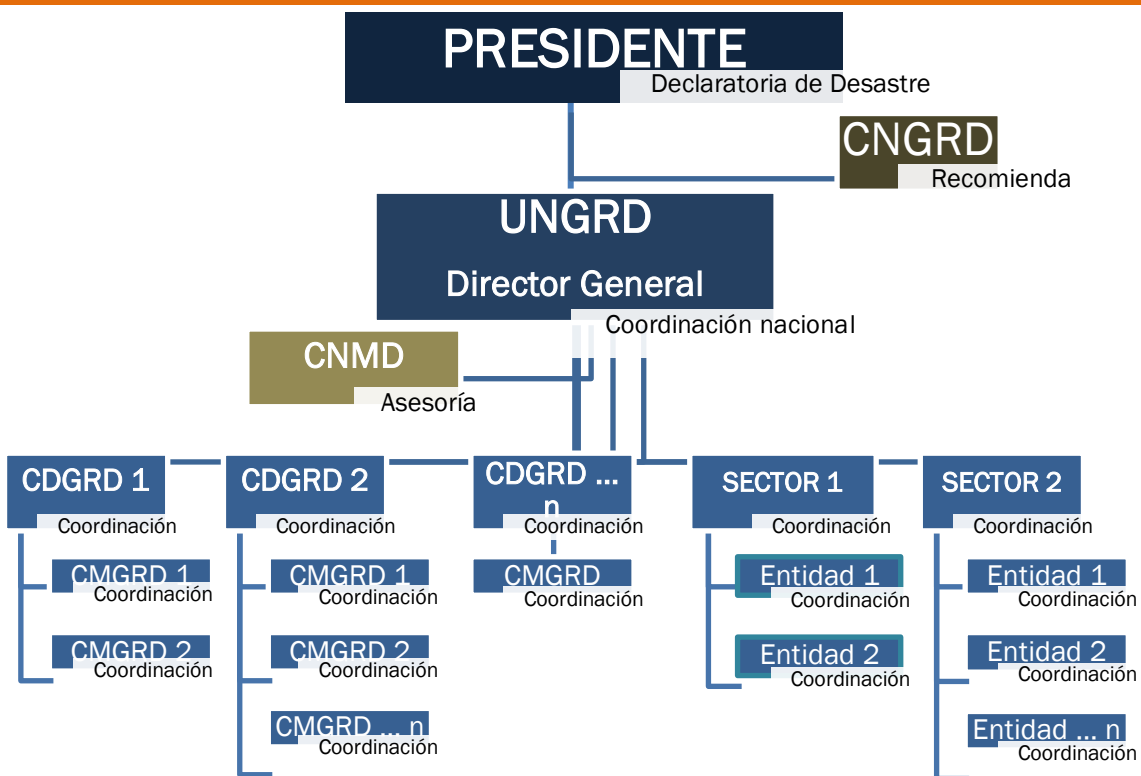 PRESIDENTE
Declaratoria de Desastre
CNGRD
Recomienda
UNGRD
Director General
Coordinación nacional
CNMD
Asesoría
CDGRD 1
Coordinación
CMGRD 1
Coordinación
CMGRD 2
Coordinación
CDGRD 2
Coordinación
CMGRD 1
Coordinación
CMGRD 2
Coordinación
CMGRD ... n
Coordinación
CDGRD ...
n
Coordinación
CMGRD
Coordinación
SECTOR 1
Coordinación
Entidad 1
Coordinación
Entidad 2
Coordinación
SECTOR 2
Coordinación
Entidad 1
Coordinación
Entidad 2
Coordinación
Entidad ... n
Coordinación